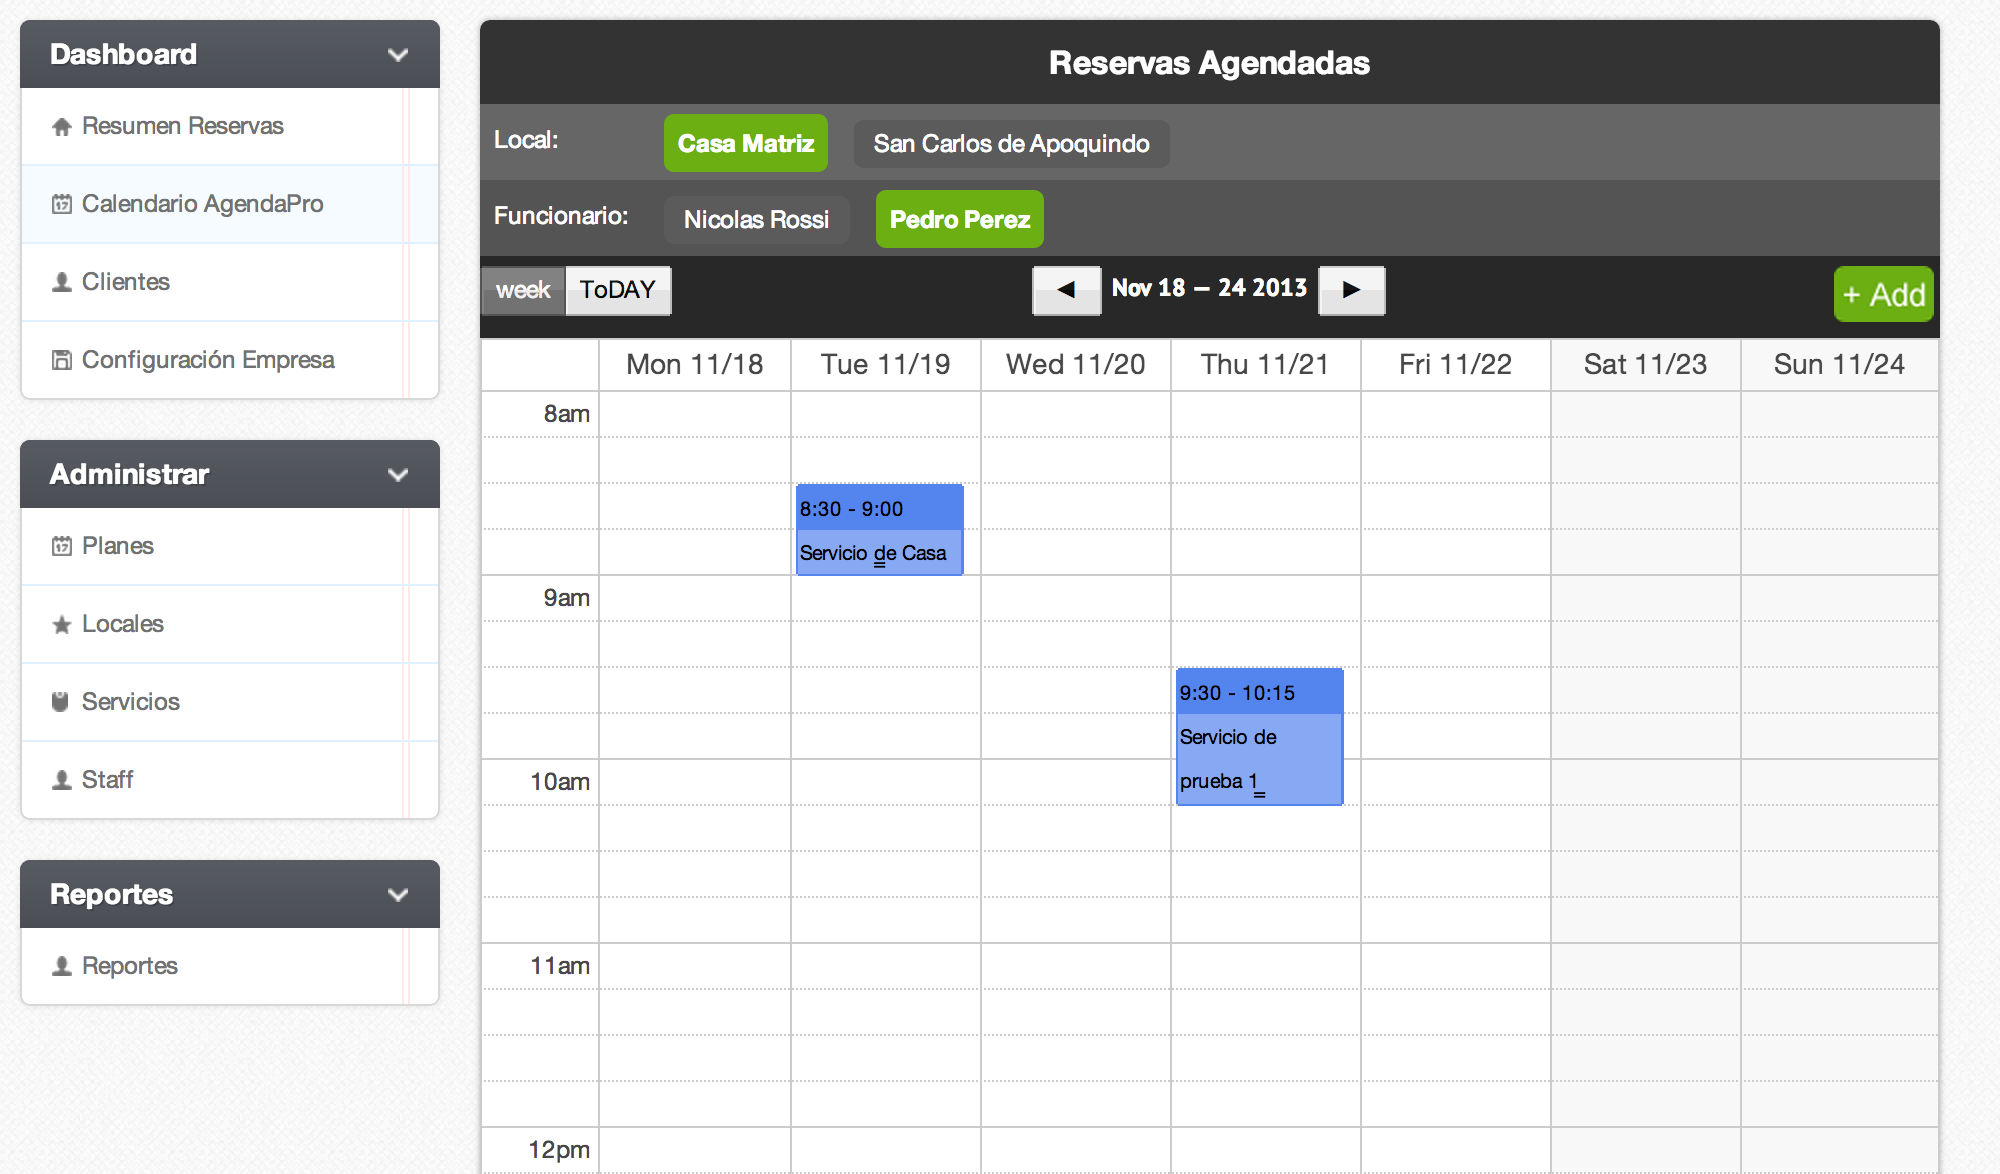 Dashboard
Resumen Reservas
Calendario AgendaPro
Clientes
Configuración Empresa
Administrar
Planes
Locales
Servicios
Staff
Reportes
Reportes
Reservas Agendadas
Local: Casa Matriz San Carlos de Apoquindo
Funcionario: Nicolas Rossi Pedro Perez
week ToDAY ◄ Nov 18 — 24 2013 ► + Add
Mon 11/18 Tue 11/19 Wed 11/20 Thu 11/21 Fri 11/22 Sat 11/23 Sun 11/24
8am
8:30 - 9:00
Servicio de Casa
9am
9:30 - 10:15
Servicio de
prueba 1
10am
11am
12pm